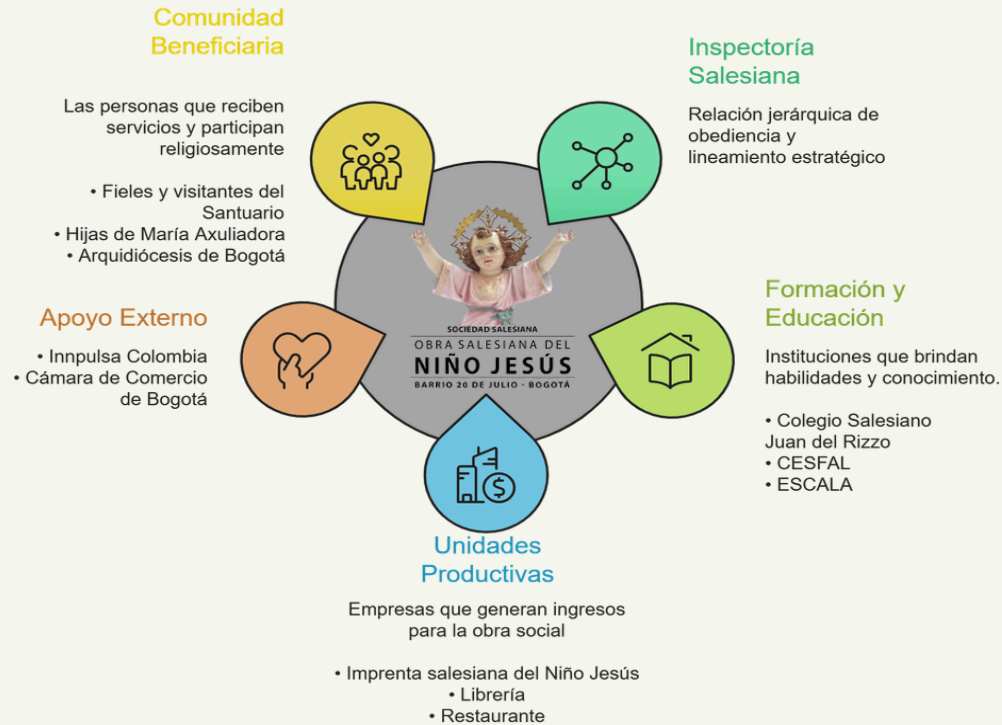 Comunidad
Beneficiaria
Las personas que reciben
servicios y participan
religiosamente
• Fieles y visitantes del
Santuario
• Hijas de María Axuliadora
• Arquidiócesis de Bogotá
Inspectoría
Salesiana
Relación jerárquica de
obediencia y
lineamiento estratégico
Apoyo Externo
• Innpulsa Colombia
• Cámara de Comercio
de Bogotá
SOCIEDAD SALESIANA
OBRA SALESIANA DEL
NIÑO JESÚS
BARRIO 20 DE JULIO - BOGOTÁ
Formación y
Educación
Instituciones que brindan
habilidades y conocimiento.
• Colegio Salesiano
Juan del Rizzo
• CESFAL
• ESCALA
$
Unidades
Productivas
Empresas que generan ingresos
para la obra social
• Imprenta salesiana del Niño Jesús
• Librería
• Restaurante